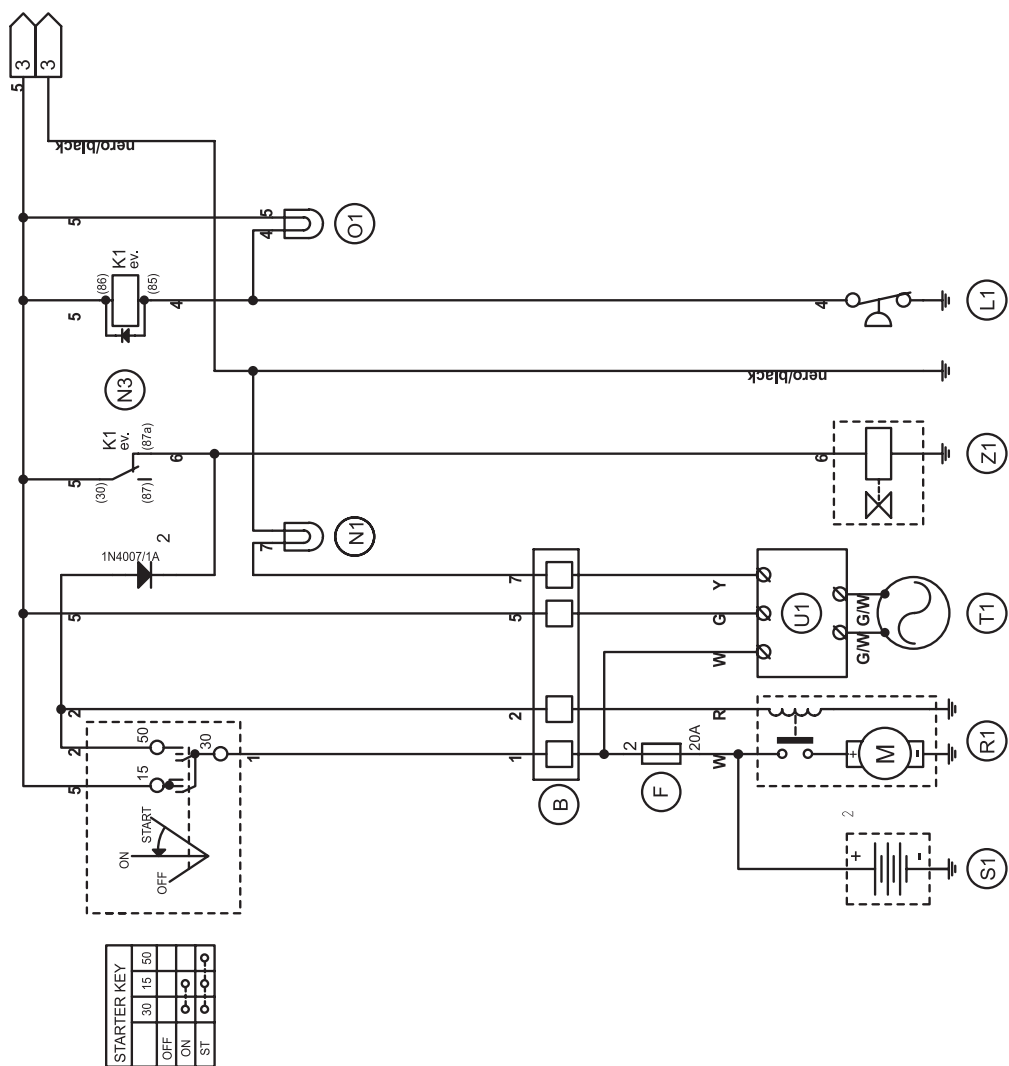 3
5
3
nero/black
5
5
4
O1
K1
ev.
(86)
(85)
5
4
4
L1
N3
nero/black
K1
ev.
(87a)
(30)
(87)
5
6
6
Z1
2
1N4007/1A
7
N1
7
Y
5
5
G
W
U1
G/W
G/W
T1
2
2
R
50
30
2
15
5
1
1
2
20A
F
W
B
M
+
-
R1
START
ON
OFF
2
+
-
S1
STARTER KEY
30 15 50
OFF
ON
ST